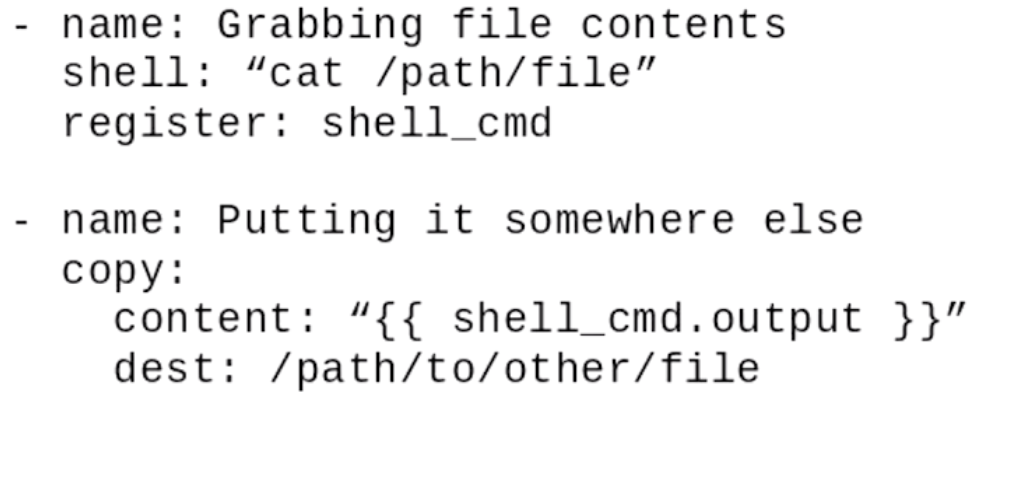 - name: Grabbing file contents
  shell: “cat /path/file”
  register: shell_cmd

- name: Putting it somewhere else
  copy:
    content: “{{ shell_cmd.output }}”
    dest: /path/to/other/file